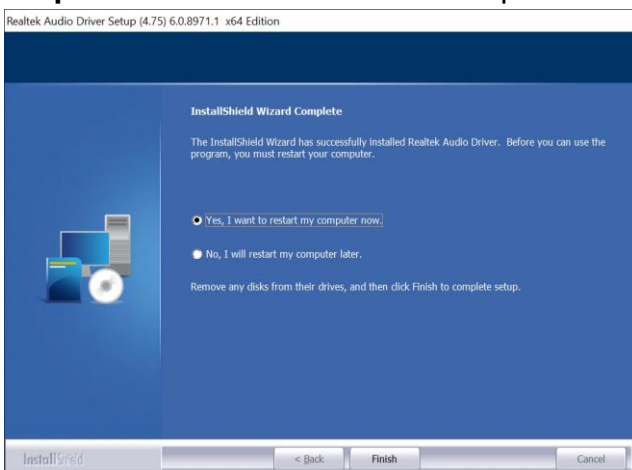 Realtek Audio Driver Setup (4.75) 6.0.8971.1 x64 Edition
InstallShield Wizard Complete
The InstallShield Wizard has successfully installed Realtek Audio Driver. Before you can use the
program, you must restart your computer.
Yes, I want to restart my computer now.
No, I will restart my computer later.
Remove any disks from their drives, and then click Finish to complete setup.
InstallShield
< Back
Finish
Cancel